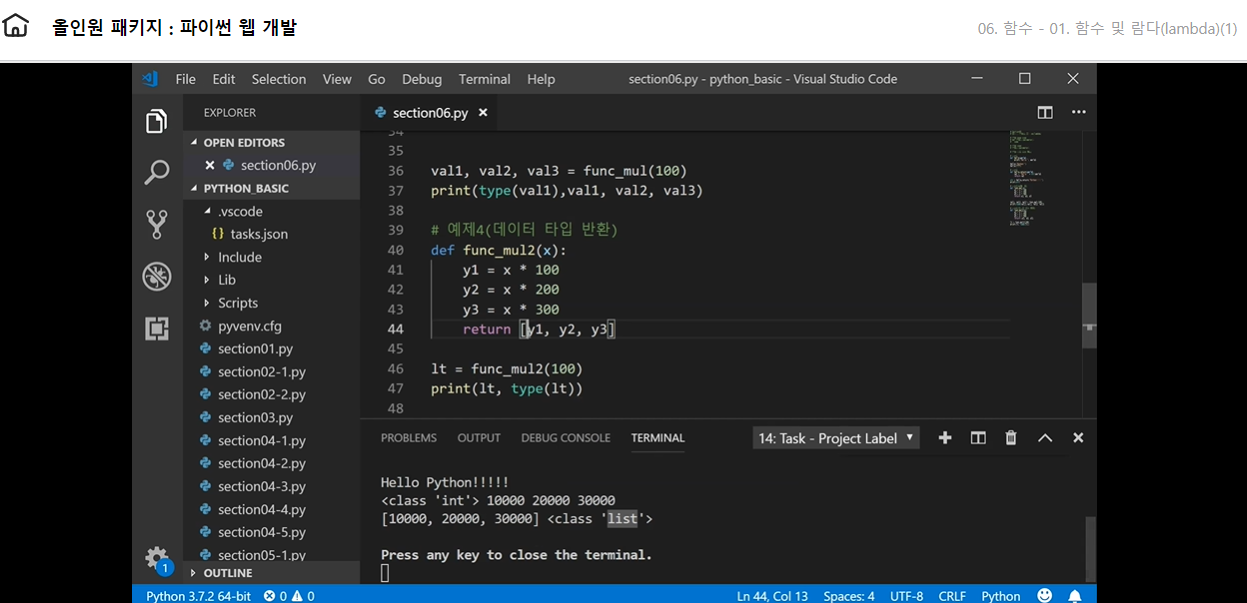 올인원 패키지 : 파이썬 웹 개발
06. 함수 - 01. 함수 및 람다(lambda)(1)
File Edit Selection View Go Debug Terminal Help
section06.py - python_basic - Visual Studio Code
EXPLORER
OPEN EDITORS
section06.py
PYTHON_BASIC
.vscode
{} tasks.json
Include
Lib
Scripts
pyvenv.cfg
section01.py
section02-1.py
section02-2.py
section03.py
section04-1.py
section04-2.py
section04-3.py
section04-4.py
section04-5.py
section05-1.py
OUTLINE
1
section06.py
34
35
36 val1, val2, val3 = func_mul(100)
37 print(type(val1),val1, val2, val3)
38
39 # 예제4(데이터 타입 반환)
40 def func_mul2(x):
41 y1 = x * 100
42 y2 = x * 200
43 y3 = x * 300
44 return [y1, y2, y3]
45
46 lt = func_mul2(100)
47 print(lt, type(lt))
48
PROBLEMS OUTPUT DEBUG CONSOLE TERMINAL
14: Task - Project Label
Hello Python!!!!!
<class 'int'> 10000 20000 30000
[10000, 20000, 30000] <class 'list'>
Press any key to close the terminal.
Python 3.7.2 64-bit 0 0
Ln 44, Col 13 Spaces: 4 UTF-8 CRLF Python